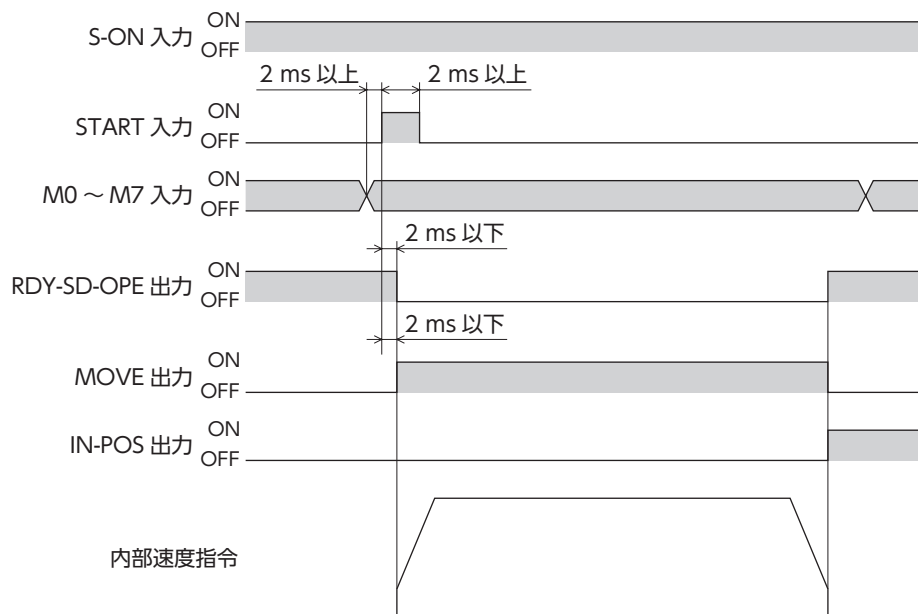 S-ON 入力 ON
OFF
2 ms 以上 2 ms 以上
START 入力 ON
OFF
M0 ～ M7 入力 ON
OFF
2 ms 以下
RDY-SD-OPE 出力 ON
OFF
2 ms 以下
MOVE 出力 ON
OFF
IN-POS 出力 ON
OFF
内部速度指令